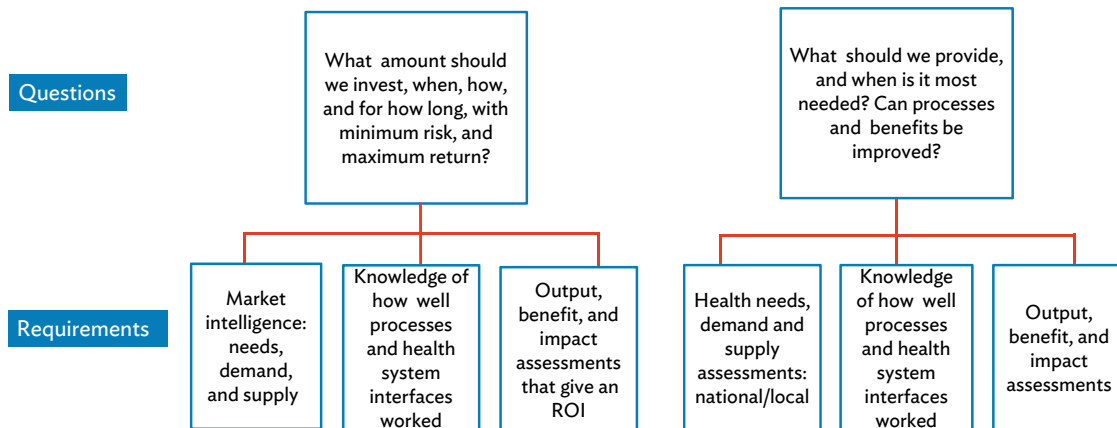 Questions
What amount should
we invest, when, how,
and for how long, with
minimum risk, and
maximum return?
What should we provide,
and when is it most
needed? Can processes
and benefits be
improved?
Requirements
Market
intelligence:
needs,
demand,
and supply
Knowledge of
how well
processes
and health
system
interfaces
worked
Output,
benefit, and
impact
assessments
that give an
ROI
Health needs,
demand and
supply
assessments:
national/local
Knowledge
of how well
processes
and health
system
interfaces
worked
Output,
benefit, and
impact
assessments